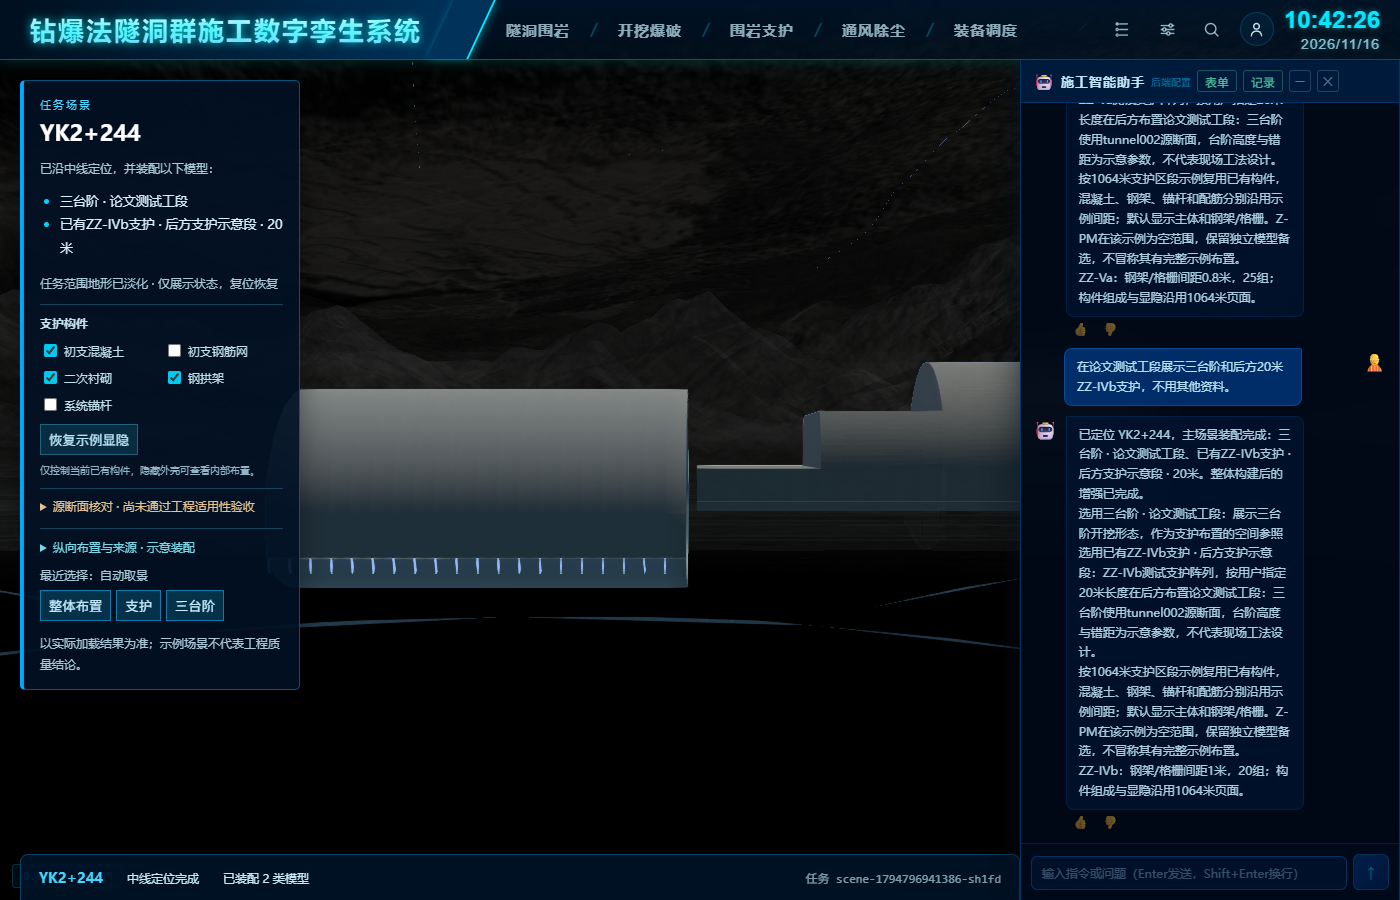 钻爆法隧洞群施工数字孪生系统
隧洞围岩 / 开挖爆破 / 围岩支护 / 通风除尘 / 装备调度
10:42:26
2026/11/16
任务场景
YK2+244
已沿中线定位，并装配以下模型：
三台阶 · 论文测试工段
已有ZZ-IVb支护 · 后方支护示意段 · 20
米
任务范围地形已淡化 · 仅展示状态，复位恢复
支护构件
初支混凝土
初支钢筋网
二次衬砌
钢拱架
系统锚杆
恢复示例显隐
仅控制当前已有构件，隐藏外壳可查看内部布置。
源断面核对 · 尚未通过工程适用性验收
纵向布置与来源 · 示意装配
最近选择：自动取景
整体布置
支护
三台阶
以实际加载结果为准；示例场景不代表工程质
量结论。
施工智能助手 后端配置 表单 记录
长度在后方布置论文测试工段：三台阶
使用tunnel002源断面，台阶高度与错
距为示意参数，不代表现场工法设计。
按1064米支护区段示例复用已有构件，
混凝土、钢架、锚杆和配筋分别沿用示
例间距；默认显示主体和钢架/格栅。Z-
PM在该示例为空范围，保留独立模型备
选，不冒称其有完整示例布置。
ZZ-Va：钢架/格栅间距0.8米，25组；
构件组成与显隐沿用1064米页面。
在论文测试工段展示三台阶和后方20米
ZZ-IVb支护，不用其他资料。
已定位 YK2+244，主场景装配完成：三
台阶 · 论文测试工段、已有ZZ-IVb支护 ·
后方支护示意段 · 20米。整体构建后的
增强已完成。
选用三台阶 · 论文测试工段：展示三台
阶开挖形态，作为支护布置的空间参照
选用已有ZZ-IVb支护 · 后方支护示意
段：ZZ-IVb测试支护阵列，按用户指定
20米长度在后方布置论文测试工段：三
台阶使用tunnel002源断面，台阶高度
与错距为示意参数，不代表现场工法设
计。
按1064米支护区段示例复用已有构件，
混凝土、钢架、锚杆和配筋分别沿用示
例间距；默认显示主体和钢架/格栅。Z-
PM在该示例为空范围，保留独立模型备
选，不冒称其有完整示例布置。
ZZ-IVb：钢架/格栅间距1米，20组；构
件组成与显隐沿用1064米页面。
输入指令或问题（Enter发送，Shift+Enter换行）
YK2+244 中线定位完成 已装配 2 类模型
任务 scene-1794796941386-sh1fd